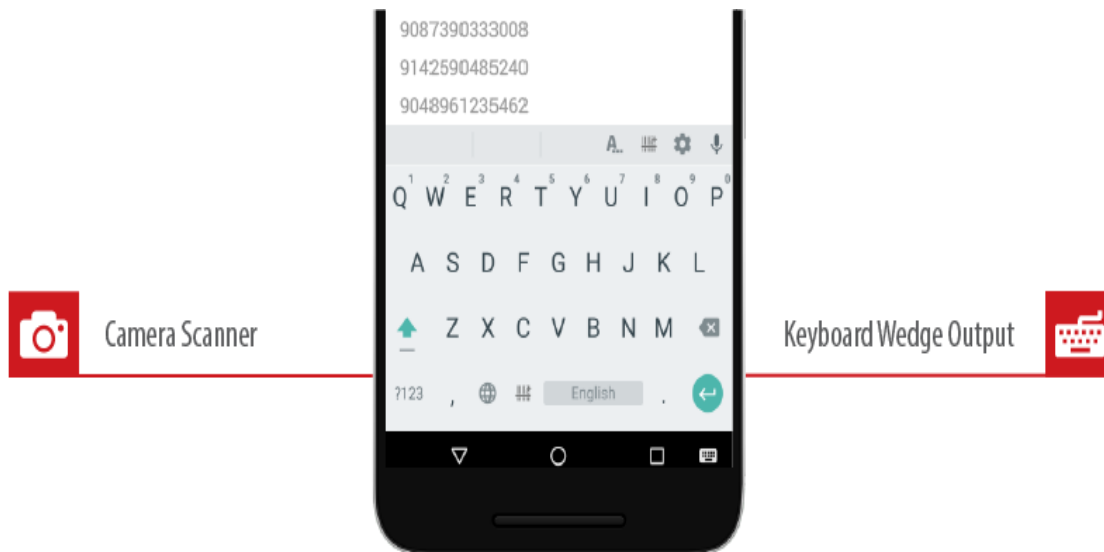 9087390333008
9142590485240
9048961235462
A...
1 2 3 4 5 6 7 8 9 0
Q W E R T Y U I O P
A S D F G H J K L
Camera Scanner
Z X C V B N M
Keyboard Wedge Output
?123 , English .